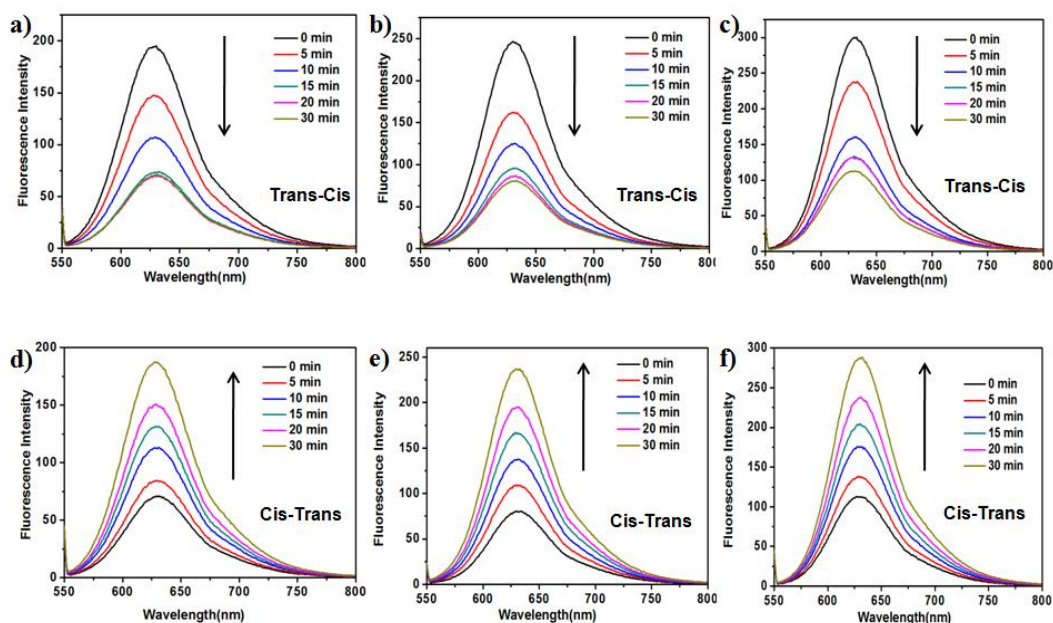 a)
Fluorescence Intensity
200
150
100
50
0
550 600 650 700 750 800
Wavelength(nm)
0 min
5 min
10 min
15 min
20 min
30 min
Trans-Cis
b)
Fluorescence Intensity
250
200
150
100
50
0
550 600 650 700 750 800
Wavelength(nm)
0 min
5 min
10 min
15 min
20 min
30 min
Trans-Cis
c)
Fluorescence Intensity
300
250
200
150
100
50
0
550 600 650 700 750 800
Wavelength(nm)
0 min
5 min
10 min
15 min
20 min
30 min
Trans-Cis
d)
Fluorescence Intensity
200
150
100
50
0
550 600 650 700 750 800
Wavelength(nm)
0 min
5 min
10 min
15 min
20 min
30 min
Cis-Trans
e)
Fluorescence Intensity
250
200
150
100
50
0
550 600 650 700 750 800
Wavelength(nm)
0 min
5 min
10 min
15 min
20 min
30 min
Cis-Trans
f)
Fluorescence Intensity
300
250
200
150
100
50
0
550 600 650 700 750 800
Wavelength(nm)
0 min
5 min
10 min
15 min
20 min
30 min
Cis-Trans